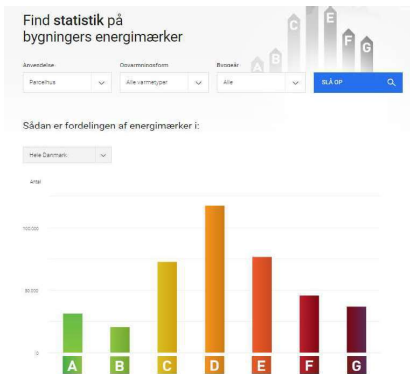 Find statistik på
bygningers energimærker
C
E
F
G
B
A
Anvendelse
Opvarmningsform
Byggeår
Parcelhus
Alle varmetyper
Alle
SLÅ OP
Sådan er fordelingen af energimærker i:
Hele Danmark
Antal
100.000
50.000
0
A B C D E F G